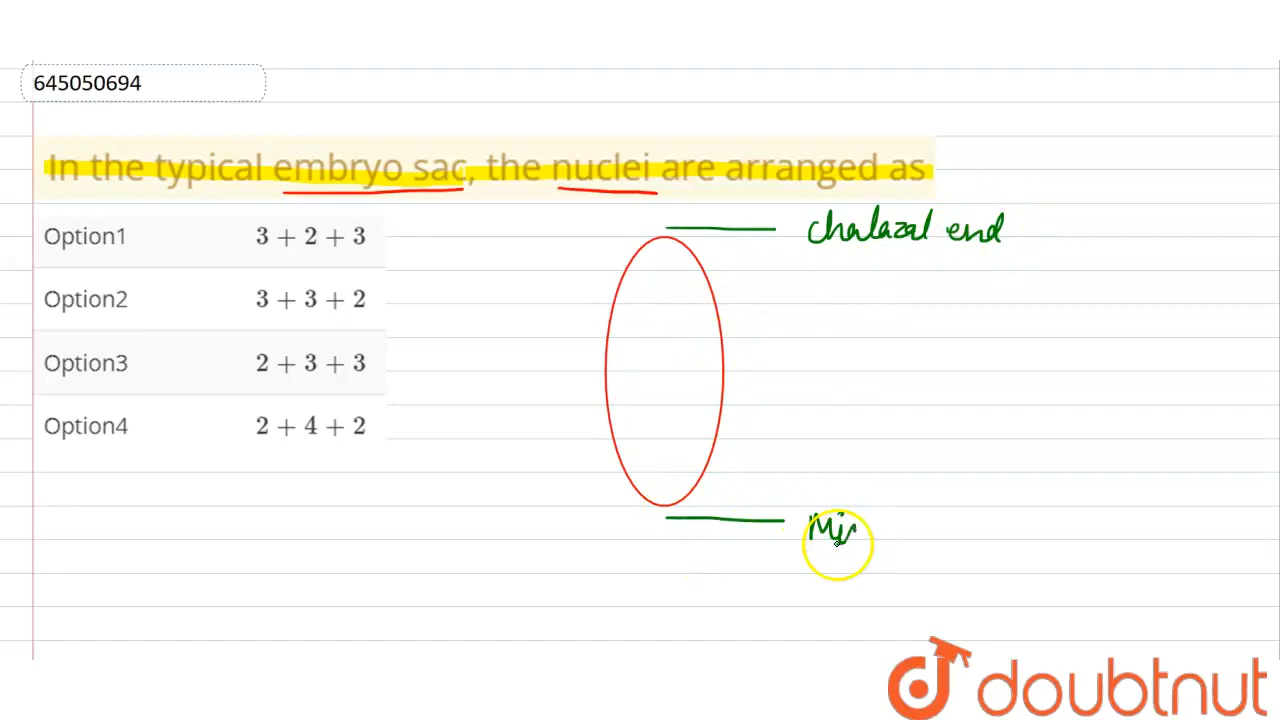 645050694
In the typical embryo sac, the nuclei are arranged as
Option1 3 + 2 + 3
Option2 3 + 3 + 2
Option3 2 + 3 + 3
Option4 2 + 4 + 2
chalazal end
doubtnut